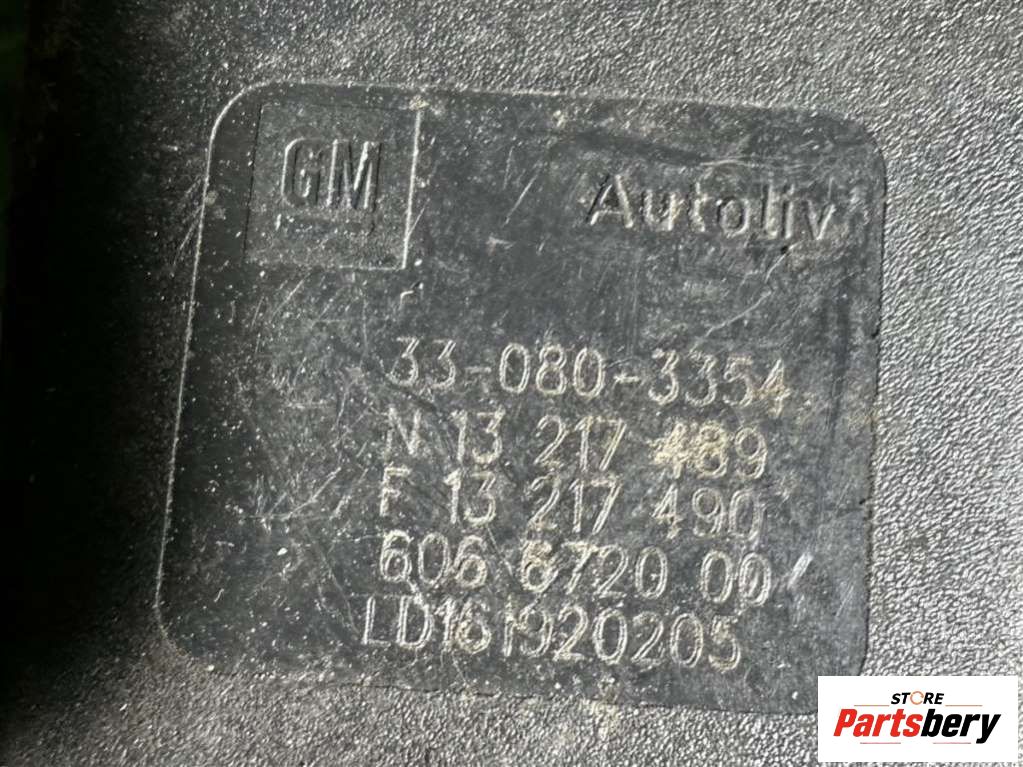 GM
Autoliv
33-080-3354
N 13 217 489
F 13 217 490
606 6720 00
LD161920205
STORE
Partsbery